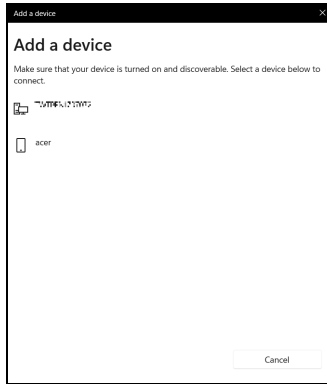 Add a device
Add a device
Make sure that your device is turned on and discoverable. Select a device below to
connect.
acer
Cancel